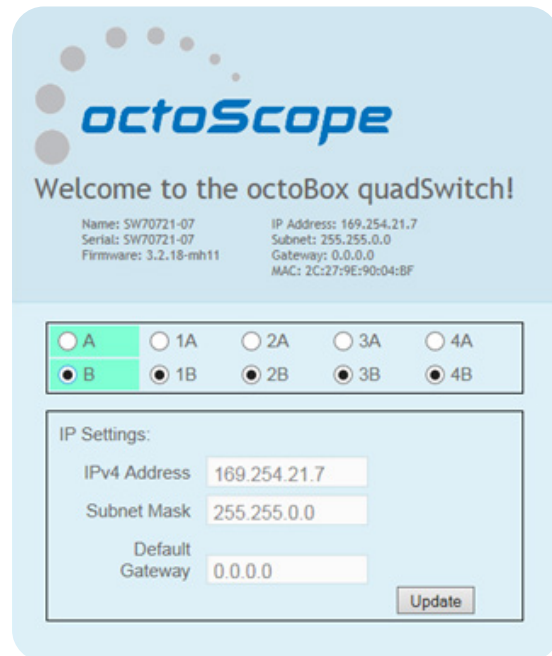 octoScope
Welcome to the octoBox quadSwitch!
Name: SW70721-07
Serial: SW70721-07
Firmware: 3.2.18-mh11
IP Address: 169.254.21.7
Subnet: 255.255.0.0
Gateway: 0.0.0.0
MAC: 2C:27:9E:90:04:BF
A 1A 2A 3A 4A
B 1B 2B 3B 4B
IP Settings:
IPv4 Address 169.254.21.7
Subnet Mask 255.255.0.0
Default
Gateway 0.0.0.0
Update